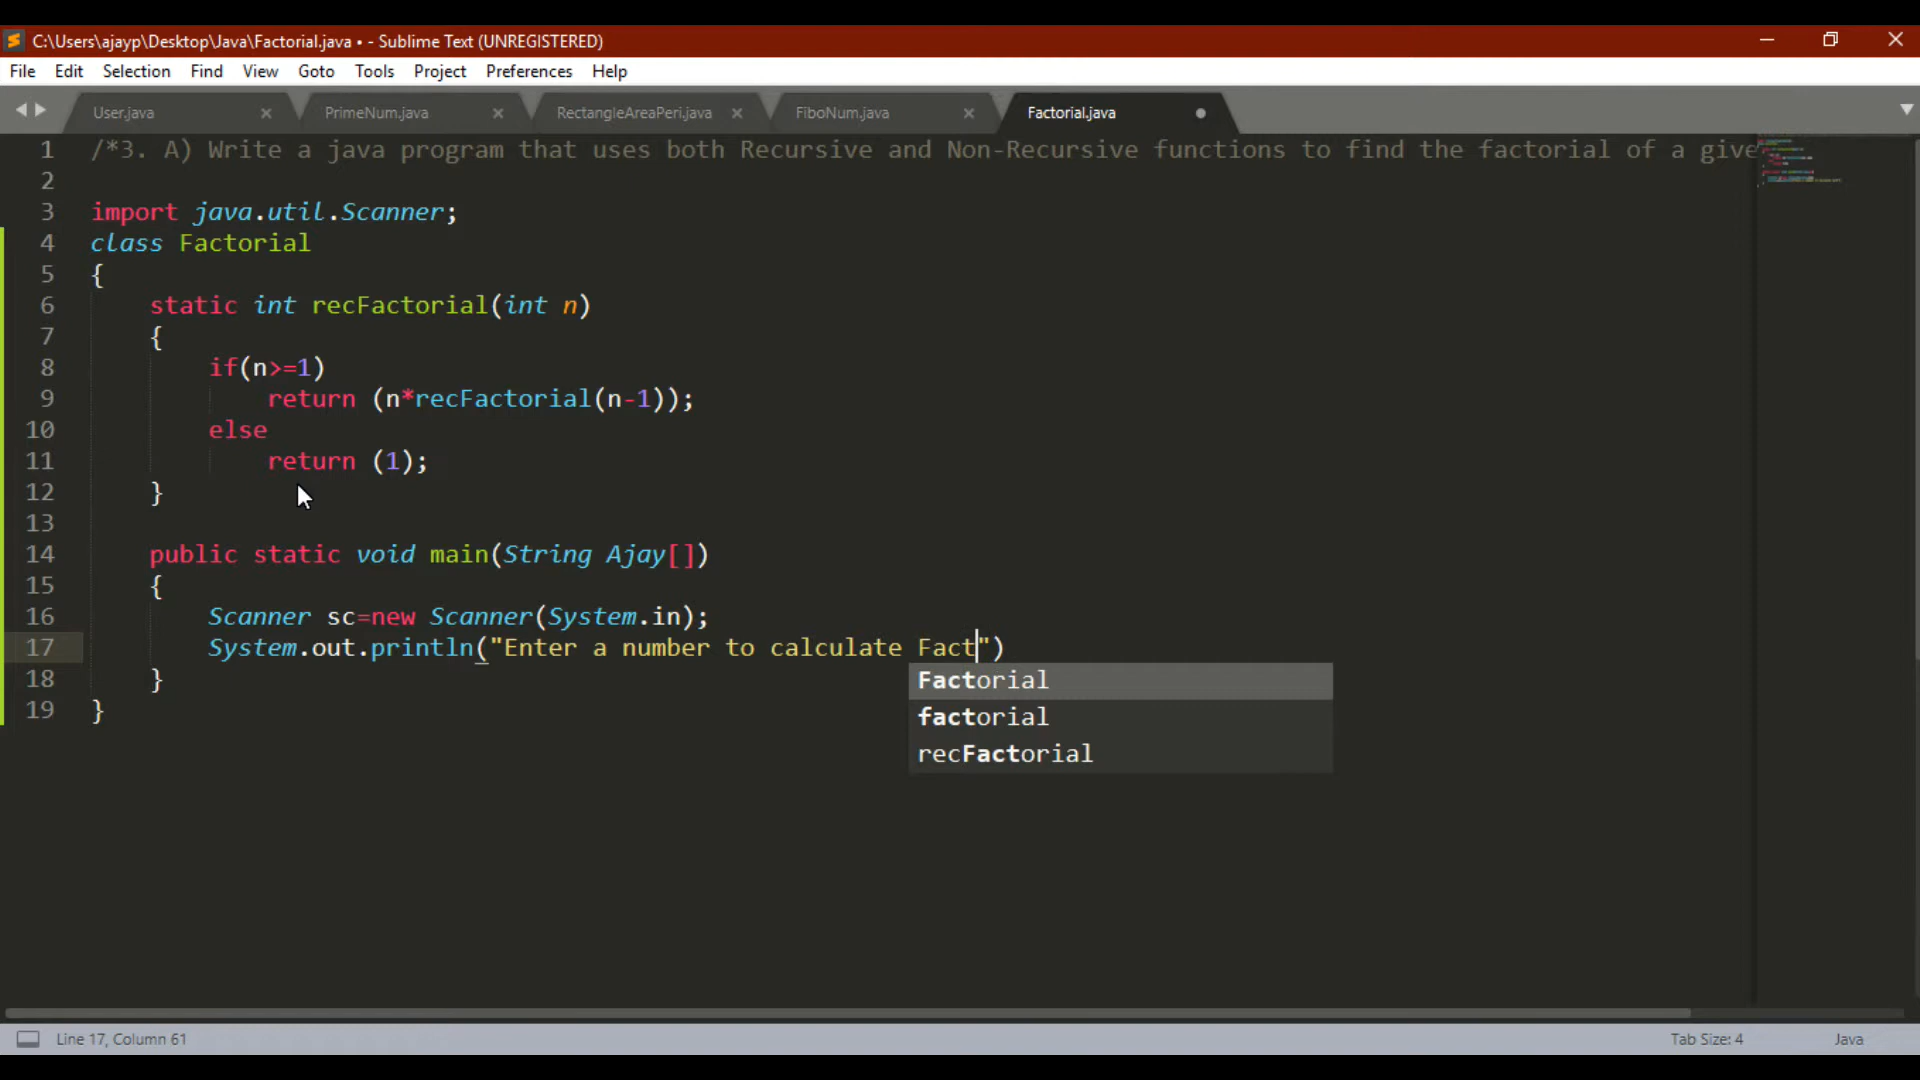 C:\Users\ajayp\Desktop\Java\Factorial.java • - Sublime Text (UNREGISTERED)
File Edit Selection Find View Goto Tools Project Preferences Help
User.java PrimeNum.java RectangleAreaPeri.java FiboNum.java Factorial.java
1 /*3. A) Write a java program that uses both Recursive and Non-Recursive functions to find the factorial of a give
2
3 import java.util.Scanner;
4 class Factorial
5 {
6 static int recFactorial(int n)
7 {
8 if(n>=1)
9 return (n*recFactorial(n-1));
10 else
11 return (1);
12 }
13
14 public static void main(String Ajay[])
15 {
16 Scanner sc=new Scanner(System.in);
17 System.out.println("Enter a number to calculate Fact")
18 }
Factorial
19 }
factorial
recFactorial
Line 17, Column 61 Tab Size: 4 Java